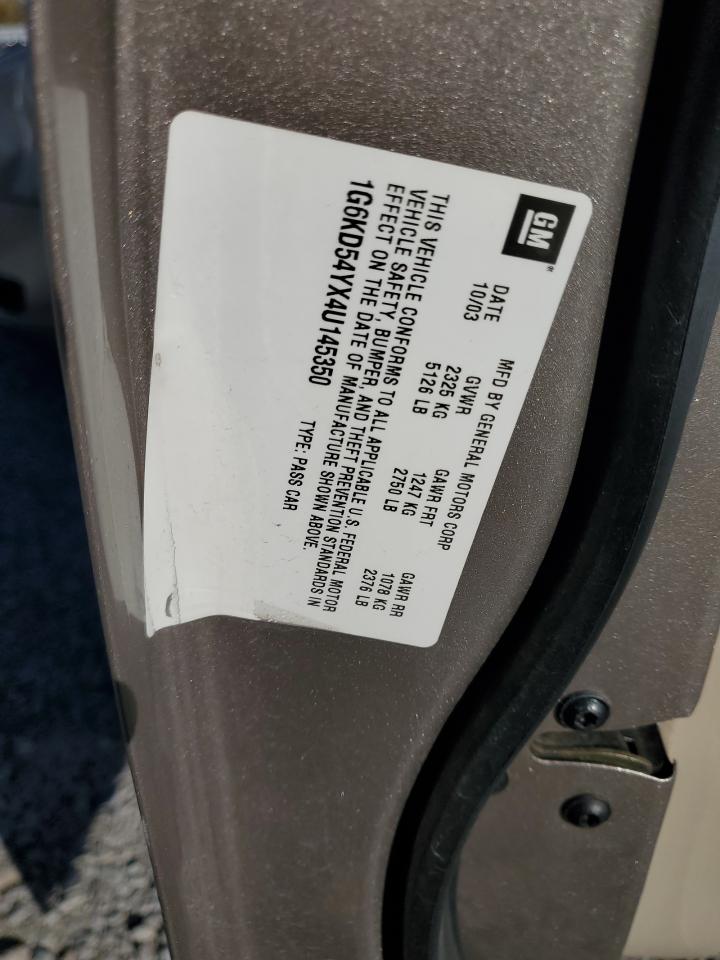 GM
MFD BY GENERAL MOTORS CORP
DATE GVWR GAWR FRT GAWR RR
10/03 2325 KG 1247 KG 1078 KG
5126 LB 2750 LB 2376 LB
THIS VEHICLE CONFORMS TO ALL APPLICABLE U.S. FEDERAL MOTOR
VEHICLE SAFETY, BUMPER, AND THEFT PREVENTION STANDARDS IN
EFFECT ON THE DATE OF MANUFACTURE SHOWN ABOVE.
1G6KD54YX4U145350 TYPE: PASS CAR